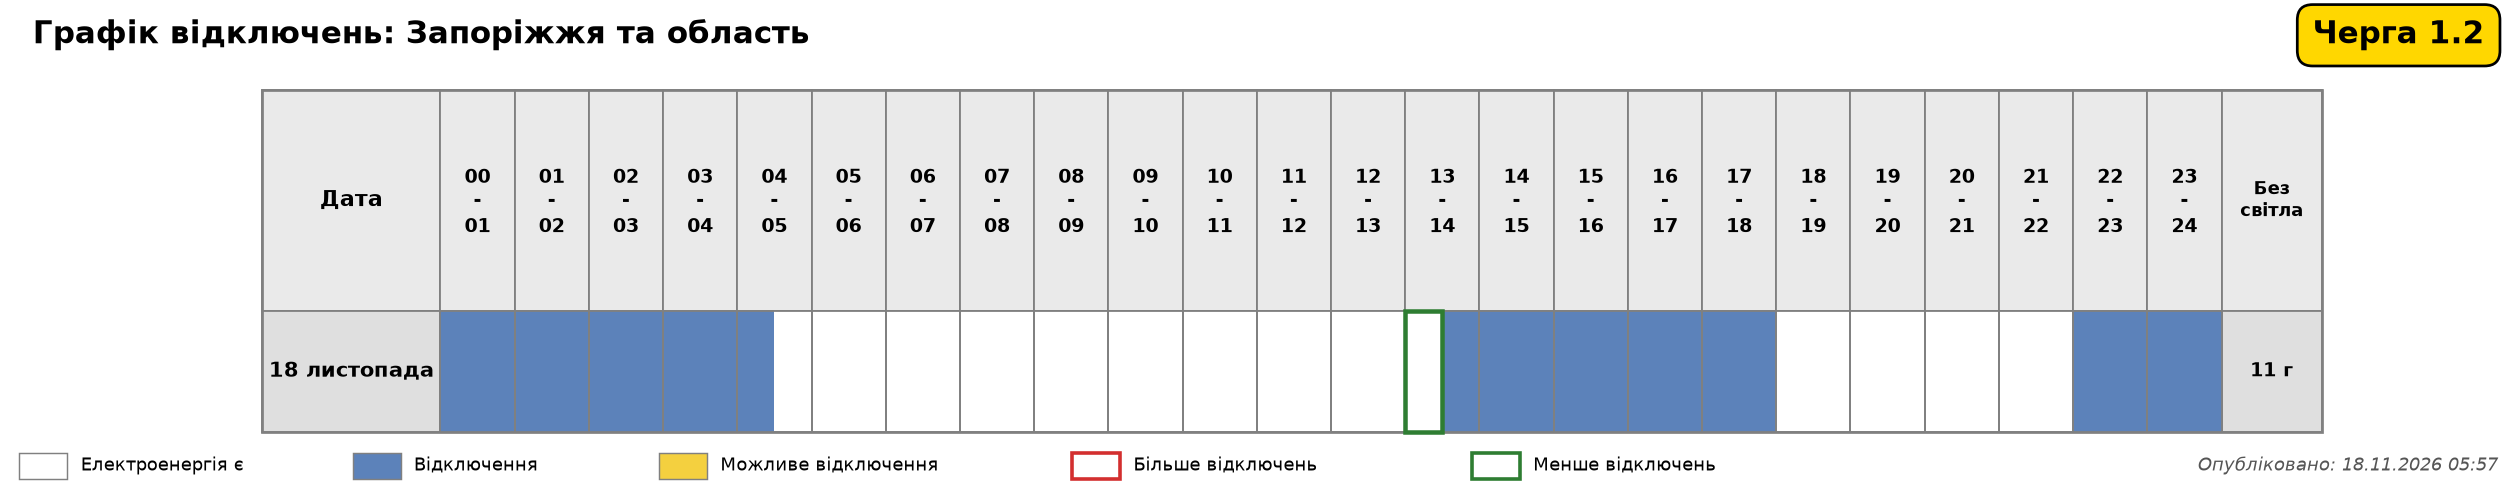 Графік відключень: Запоріжжя та область
Черга 1.2
Дата
00 - 01
01 - 02
02 - 03
03 - 04
04 - 05
05 - 06
06 - 07
07 - 08
08 - 09
09 - 10
10 - 11
11 - 12
12 - 13
13 - 14
14 - 15
15 - 16
16 - 17
17 - 18
18 - 19
19 - 20
20 - 21
21 - 22
22 - 23
23 - 24
Без
світла
18 листопада
11 г
Електроенергія є
Відключення
Можливе відключення
Більше відключень
Менше відключень
Опубліковано: 18.11.2026 05:57